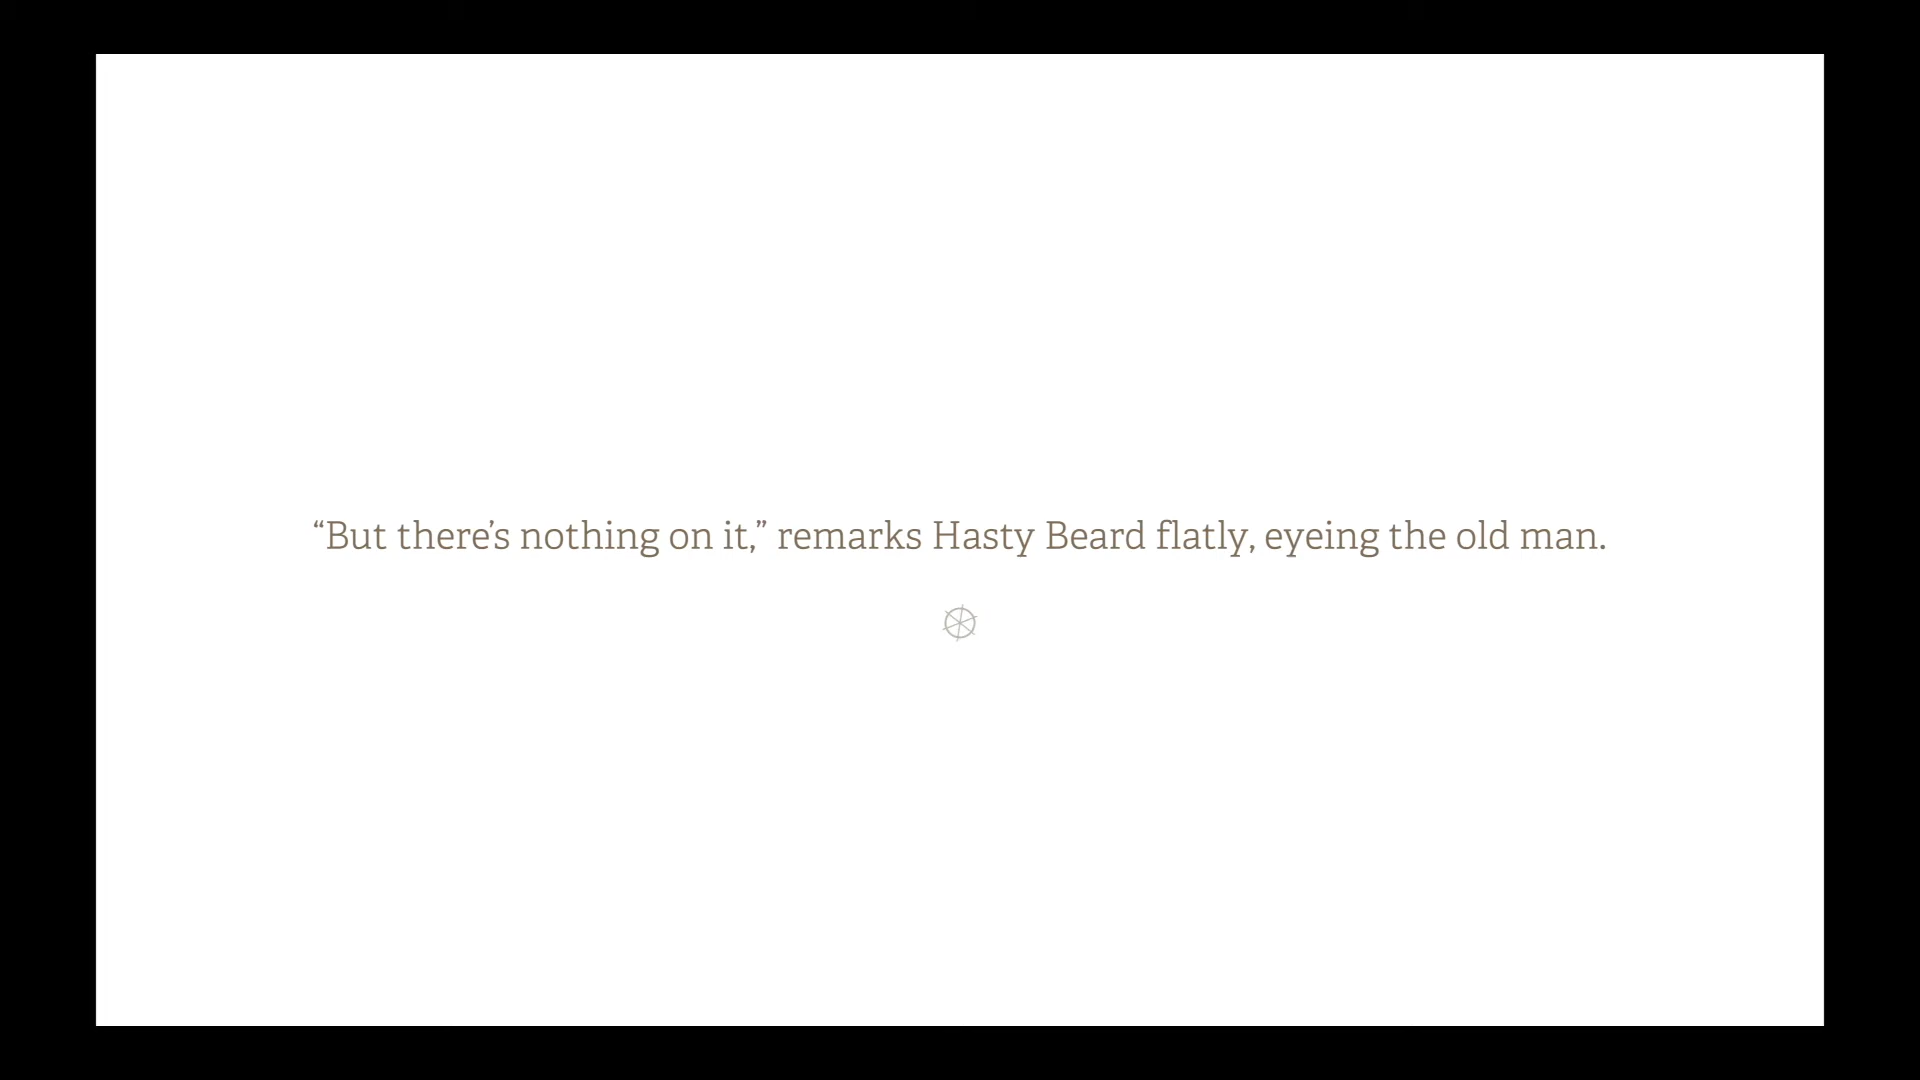 “But there’s nothing on it,” remarks Hasty Beard flatly, eyeing the old man.